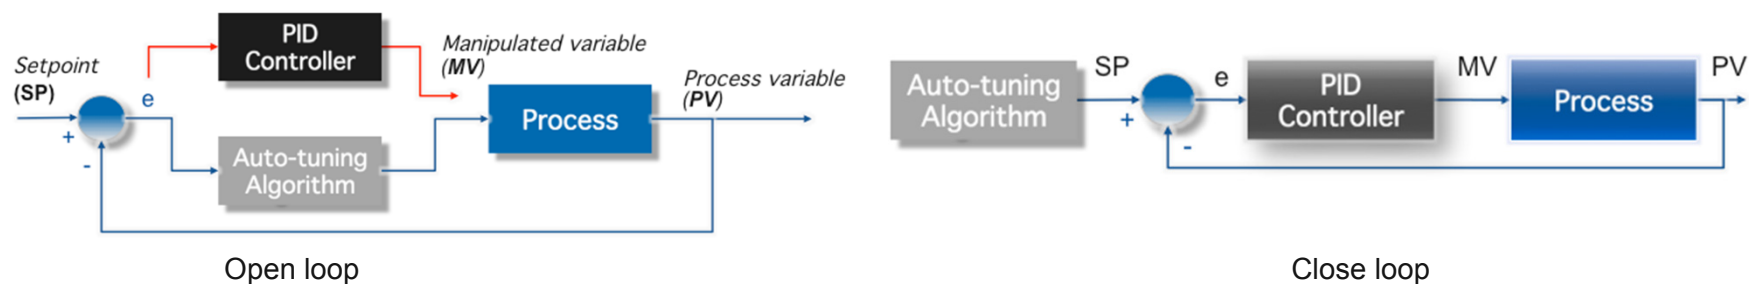 Setpoint
(SP)
+
-
e
PID
Controller
Auto-tuning
Algorithm
Manipulated variable
(MV)
Process
Process variable
(PV)
Open loop
Auto-tuning
Algorithm
SP
+
-
e
PID
Controller
MV
Process
PV
Close loop